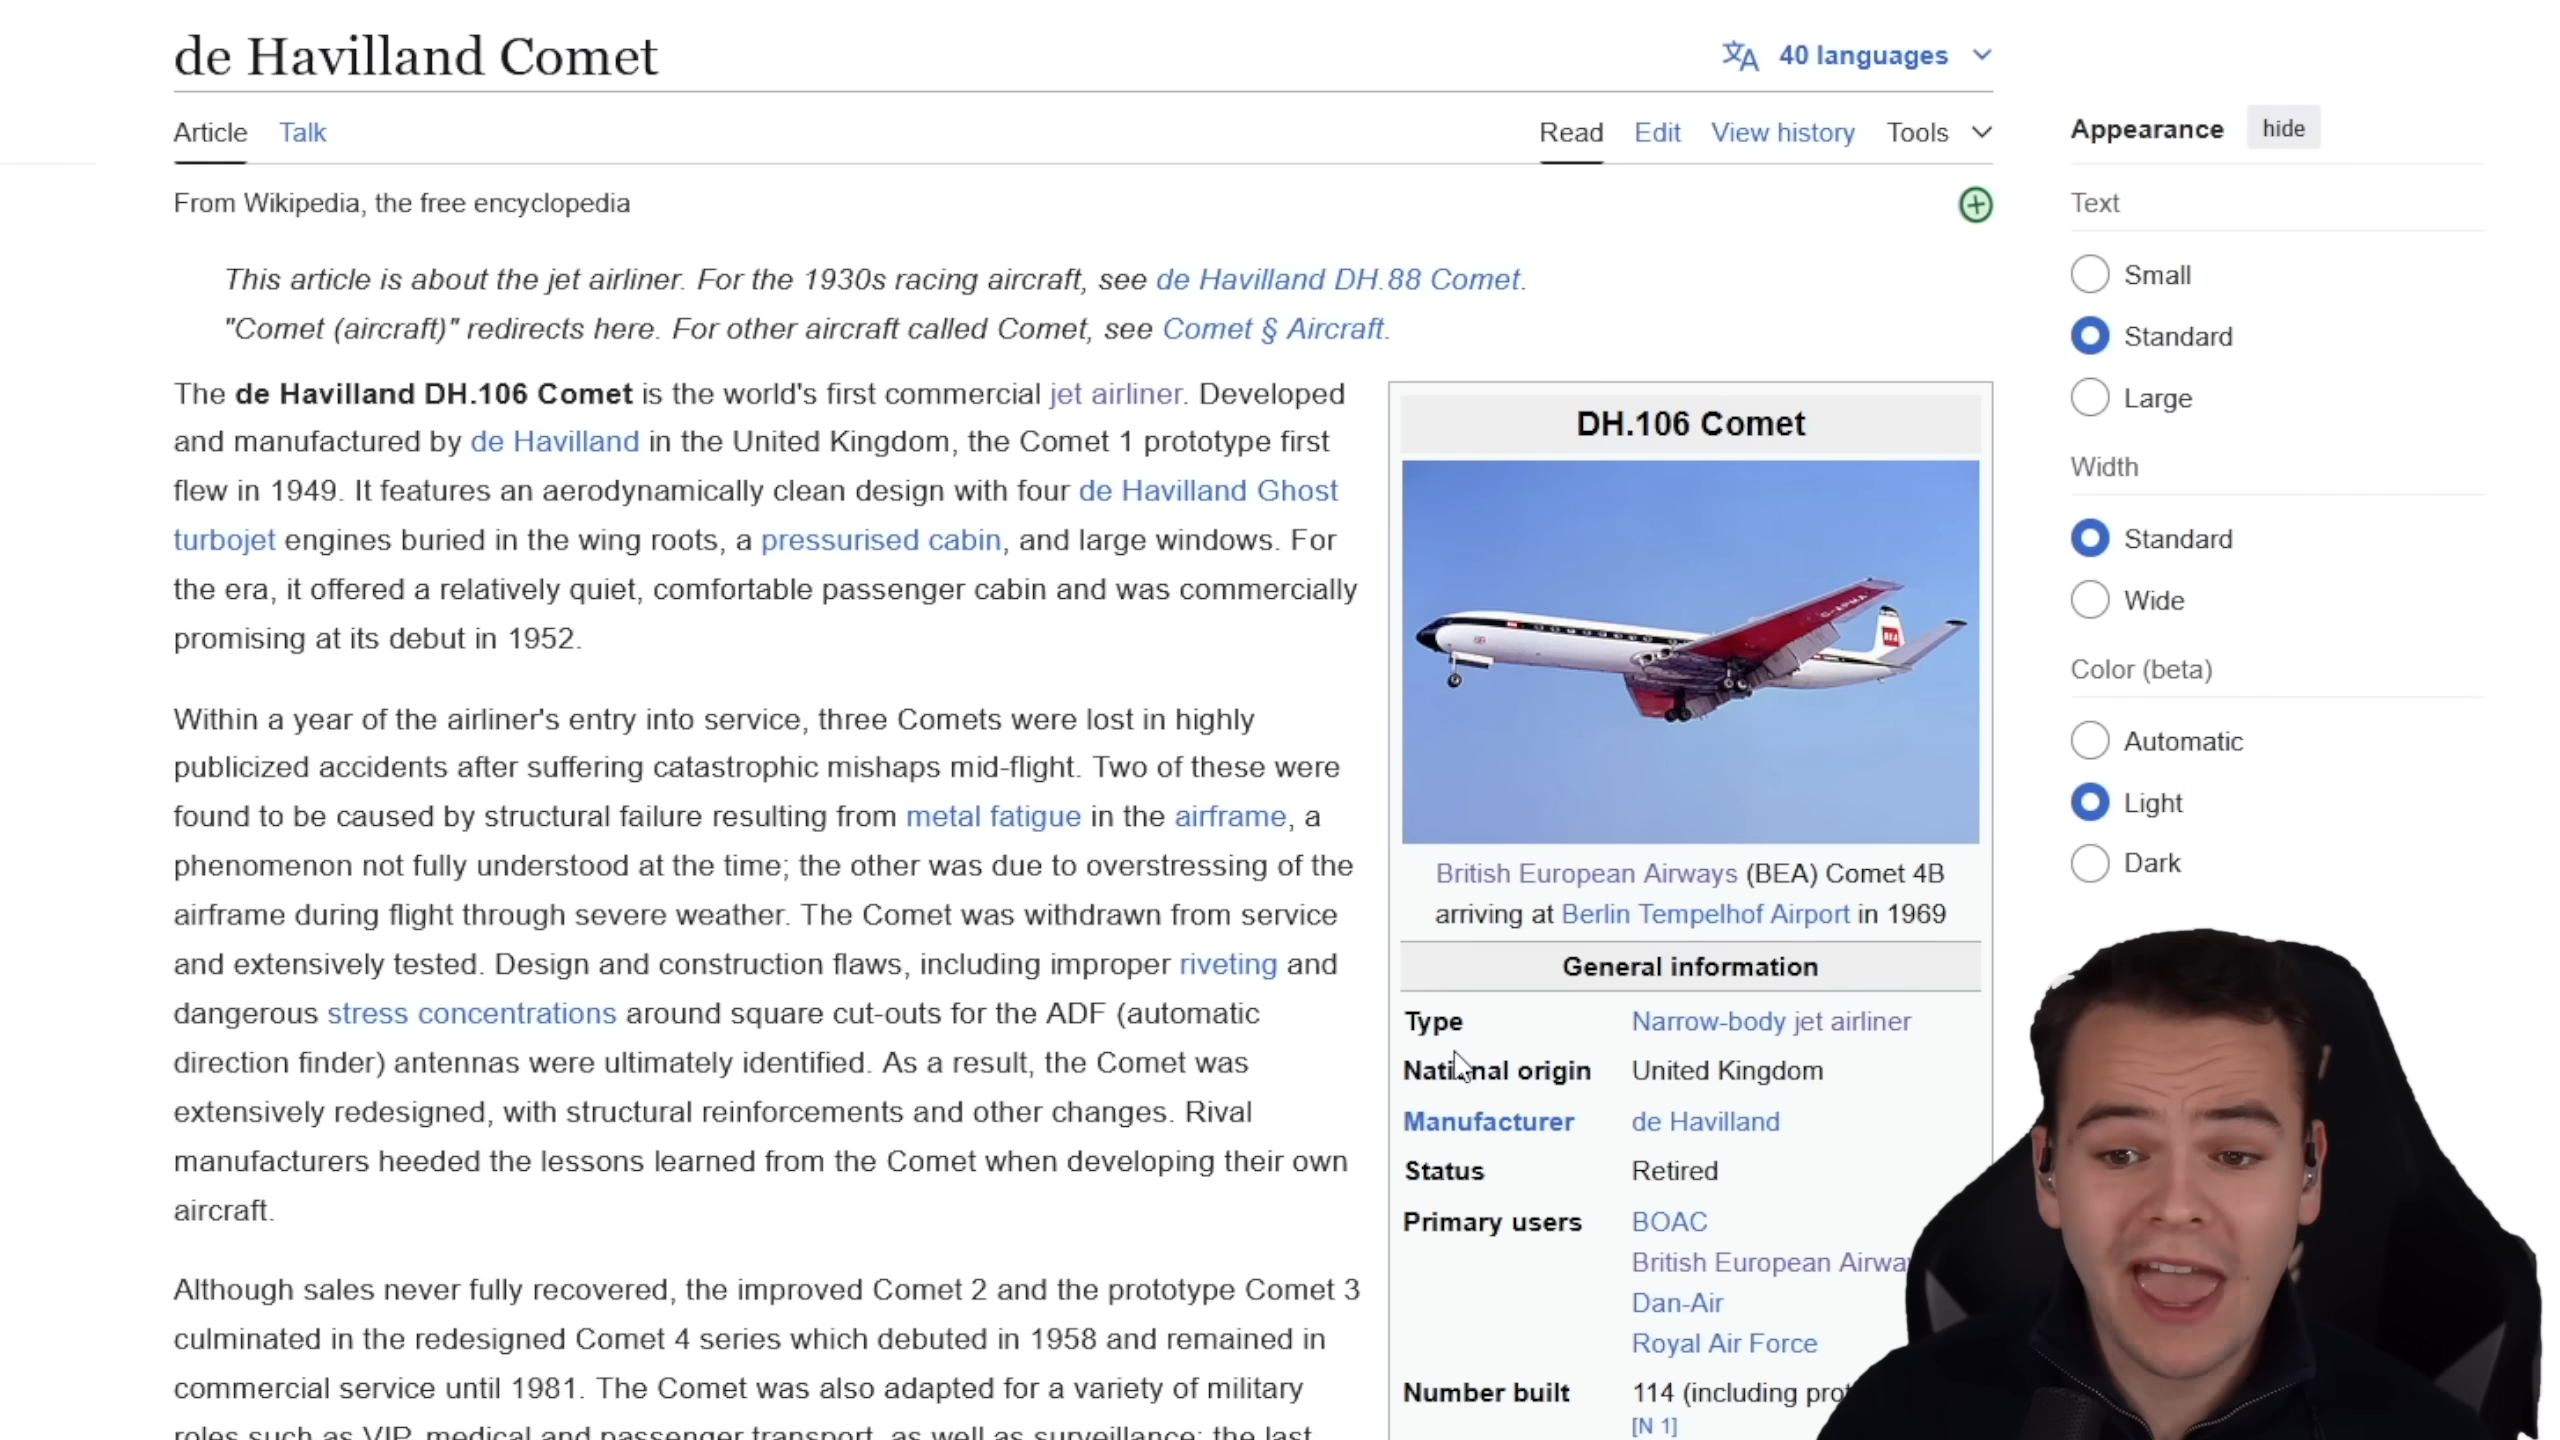 de Havilland Comet
40 languages
Article
Talk
Read
Edit
View history
Tools
From Wikipedia, the free encyclopedia
This article is about the jet airliner. For the 1930s racing aircraft, see de Havilland DH.88 Comet.
"Comet (aircraft)" redirects here. For other aircraft called Comet, see Comet § Aircraft.
The de Havilland DH.106 Comet is the world's first commercial jet airliner. Developed
and manufactured by de Havilland in the United Kingdom, the Comet 1 prototype first
flew in 1949. It features an aerodynamically clean design with four de Havilland Ghost
turbojet engines buried in the wing roots, a pressurised cabin, and large windows. For
the era, it offered a relatively quiet, comfortable passenger cabin and was commercially
promising at its debut in 1952.
Within a year of the airliner's entry into service, three Comets were lost in highly
publicized accidents after suffering catastrophic mishaps mid-flight. Two of these were
found to be caused by structural failure resulting from metal fatigue in the airframe, a
phenomenon not fully understood at the time; the other was due to overstressing of the
airframe during flight through severe weather. The Comet was withdrawn from service
and extensively tested. Design and construction flaws, including improper riveting and
dangerous stress concentrations around square cut-outs for the ADF (automatic
direction finder) antennas were ultimately identified. As a result, the Comet was
extensively redesigned, with structural reinforcements and other changes. Rival
manufacturers heeded the lessons learned from the Comet when developing their own
aircraft.
Although sales never fully recovered, the improved Comet 2 and the prototype Comet 3
culminated in the redesigned Comet 4 series which debuted in 1958 and remained in
commercial service until 1981. The Comet was also adapted for a variety of military
roles such as VIP, medical and passenger transport, as well as surveillance; the last
DH.106 Comet
G-APMA
BEA
British European Airways (BEA) Comet 4B
arriving at Berlin Tempelhof Airport in 1969
General information
Type Narrow-body jet airliner
National origin United Kingdom
Manufacturer de Havilland
Status Retired
Primary users BOAC
British European Airwa
Dan-Air
Royal Air Force
Number built 114 (including pro
[N 1]
Appearance
hide
Text
Small
Standard
Large
Width
Standard
Wide
Color (beta)
Automatic
Light
Dark